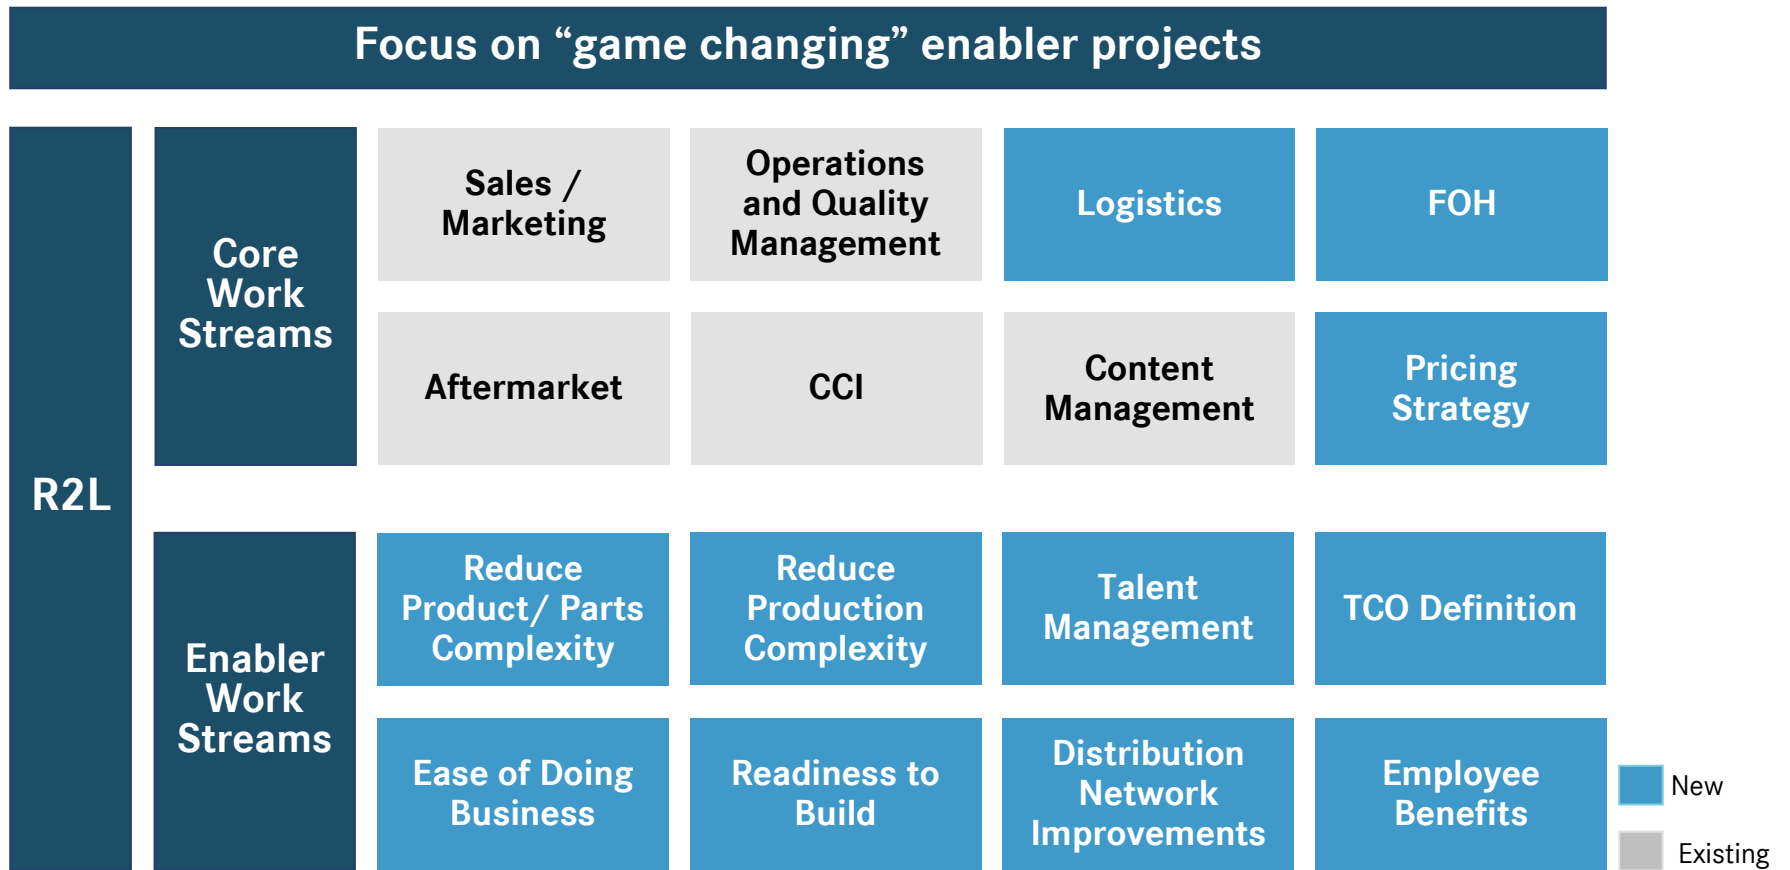 Focus on “game changing” enabler projects
R2L
Core
Work
Streams
Sales /
Marketing
Operations
and Quality
Management
Logistics
FOH
Aftermarket
CCI
Content
Management
Pricing
Strategy
Enabler
Work
Streams
Reduce
Product/ Parts
Complexity
Reduce
Production
Complexity
Talent
Management
TCO Definition
Ease of Doing
Business
Readiness to
Build
Distribution
Network
Improvements
Employee
Benefits
New
Existing